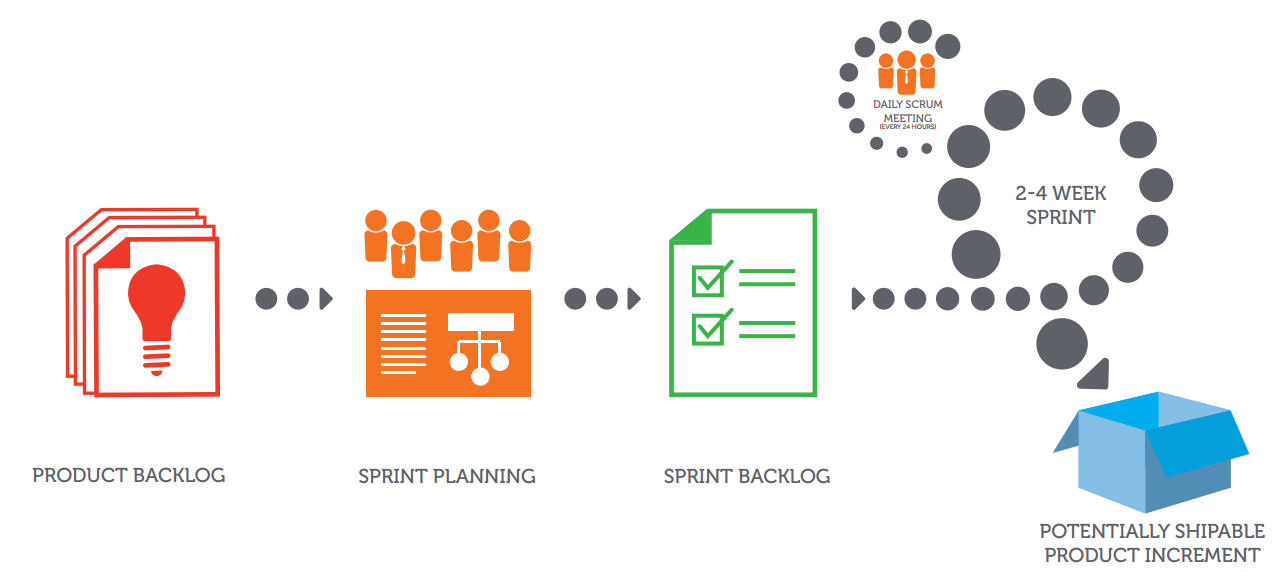 DAILY SCRUM
MEETING
(EVERY 24 HOURS)
2-4 WEEK
SPRINT
PRODUCT BACKLOG
SPRINT PLANNING
SPRINT BACKLOG
POTENTIALLY SHIPABLE
PRODUCT INCREMENT